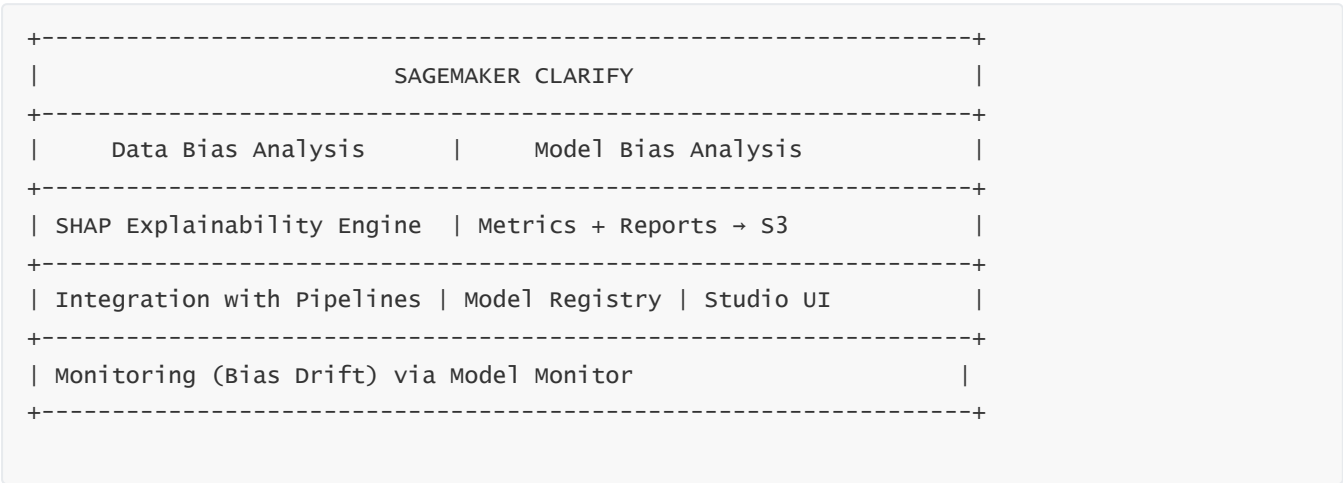 +------------------------------------------------------------------+
|                         SAGEMAKER CLARIFY                        |
+------------------------------------------------------------------+
|     Data Bias Analysis      |     Model Bias Analysis            |
+------------------------------------------------------------------+
| SHAP Explainability Engine  | Metrics + Reports → S3             |
+------------------------------------------------------------------+
| Integration with Pipelines | Model Registry | Studio UI          |
+------------------------------------------------------------------+
| Monitoring (Bias Drift) via Model Monitor                       |
+------------------------------------------------------------------+